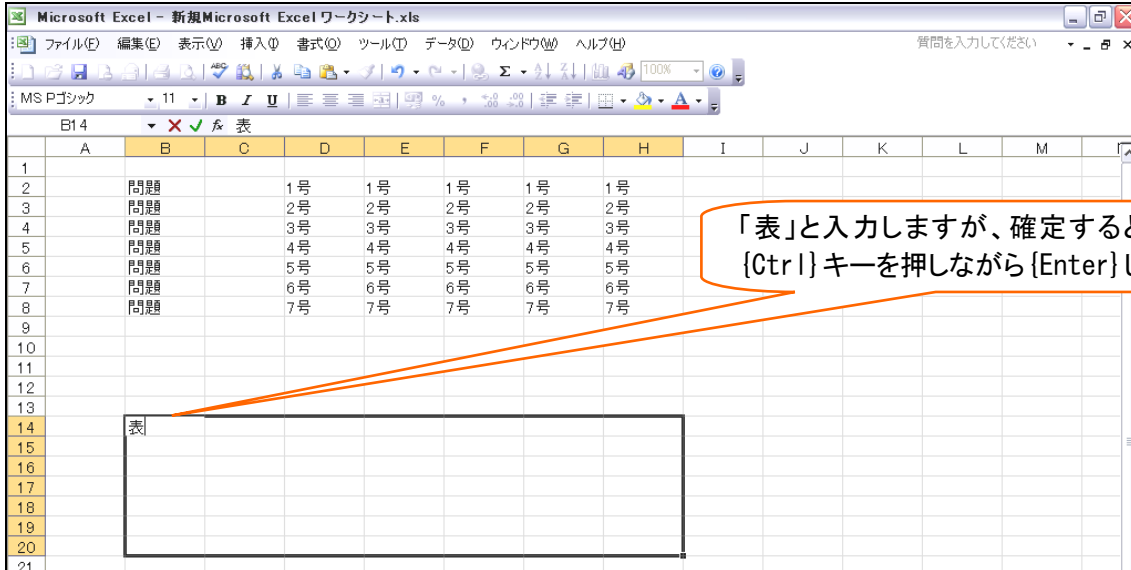 Microsoft Excel - 新規Microsoft Excel ワークシート.xls
ファイル(F) 編集(E) 表示(V) 挿入(I) 書式(O) ツール(T) データ(D) ウィンドウ(W) ヘルプ(H) 質問を入力してください
100%
MS Pゴシック 11 B I U
B14 fx 表
A B C D E F G H I J K L M
1
2 問題 1号 1号 1号 1号 1号
3 問題 2号 2号 2号 2号 2号
4 問題 3号 3号 3号 3号 3号
5 問題 4号 4号 4号 4号 4号
6 問題 5号 5号 5号 5号 5号
7 問題 6号 6号 6号 6号 6号
8 問題 7号 7号 7号 7号 7号
9
10
11
12
13
14 表
15
16
17
18
19
20
21
「表」と入力しますが、確定すると
{Ctrl}キーを押しながら{Enter}し